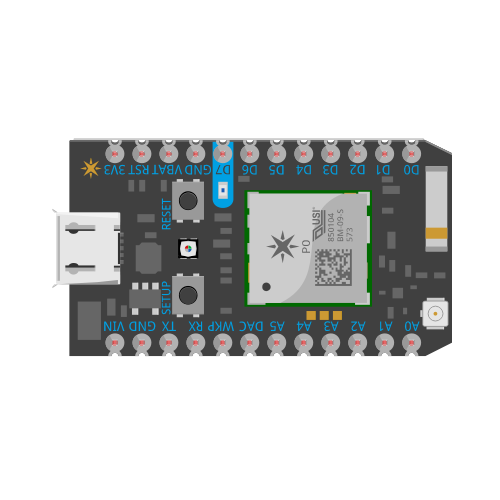 3V3 RST VBAT GND D7 D6 D5 D4 D3 D2 D1 D0
RESET
SETUP
P0
USI
850104
BM-09-S
573
VIN GND TX RX WKP DAC A5 A4 A3 A2 A1 A0